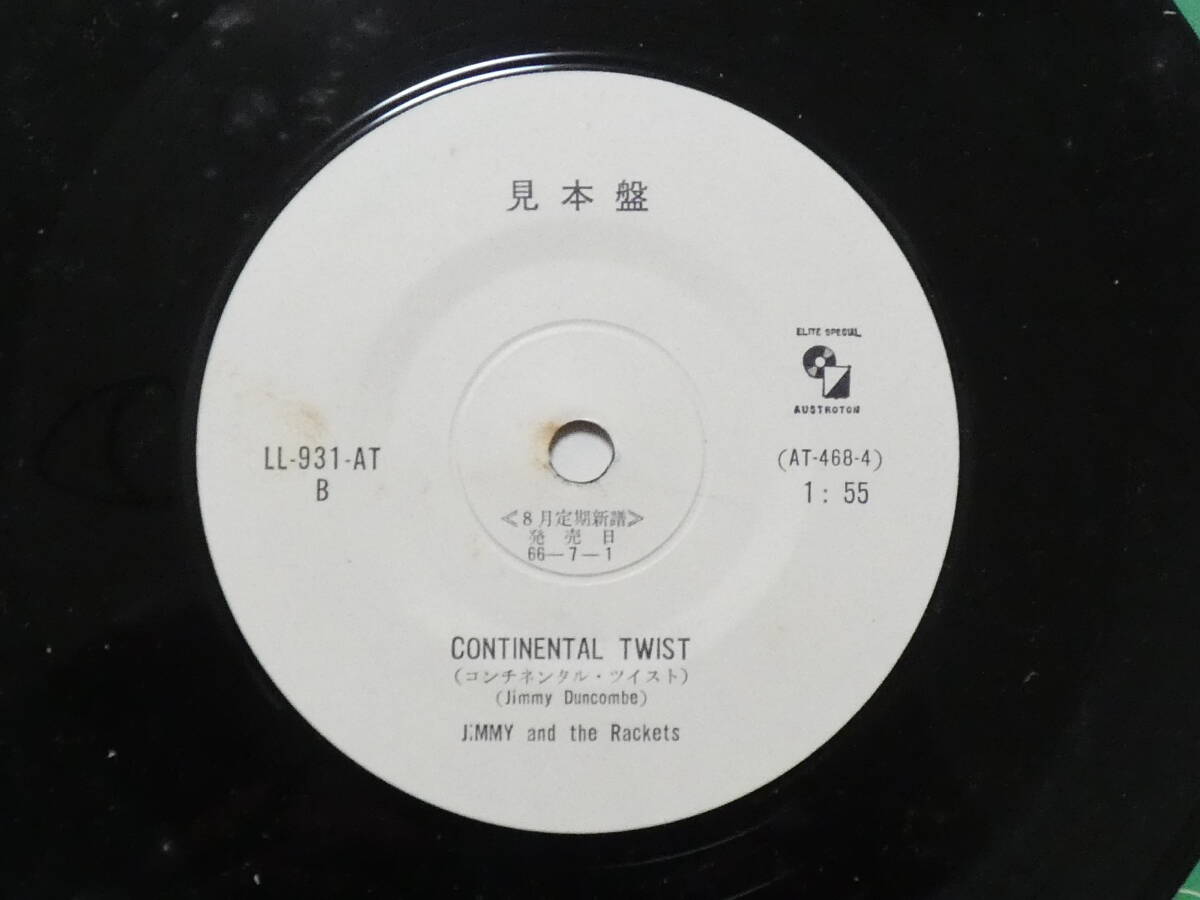 見本盤
ELITE SPECIAL
AUSTROTON
LL-931-AT
B
(AT-468-4)
1:55
≪8月定期新譜≫
発売日
66-7-1
CONTINENTAL TWIST
(コンチネンタル・ツイスト)
(Jimmy Duncombe)
JIMMY and the Rackets